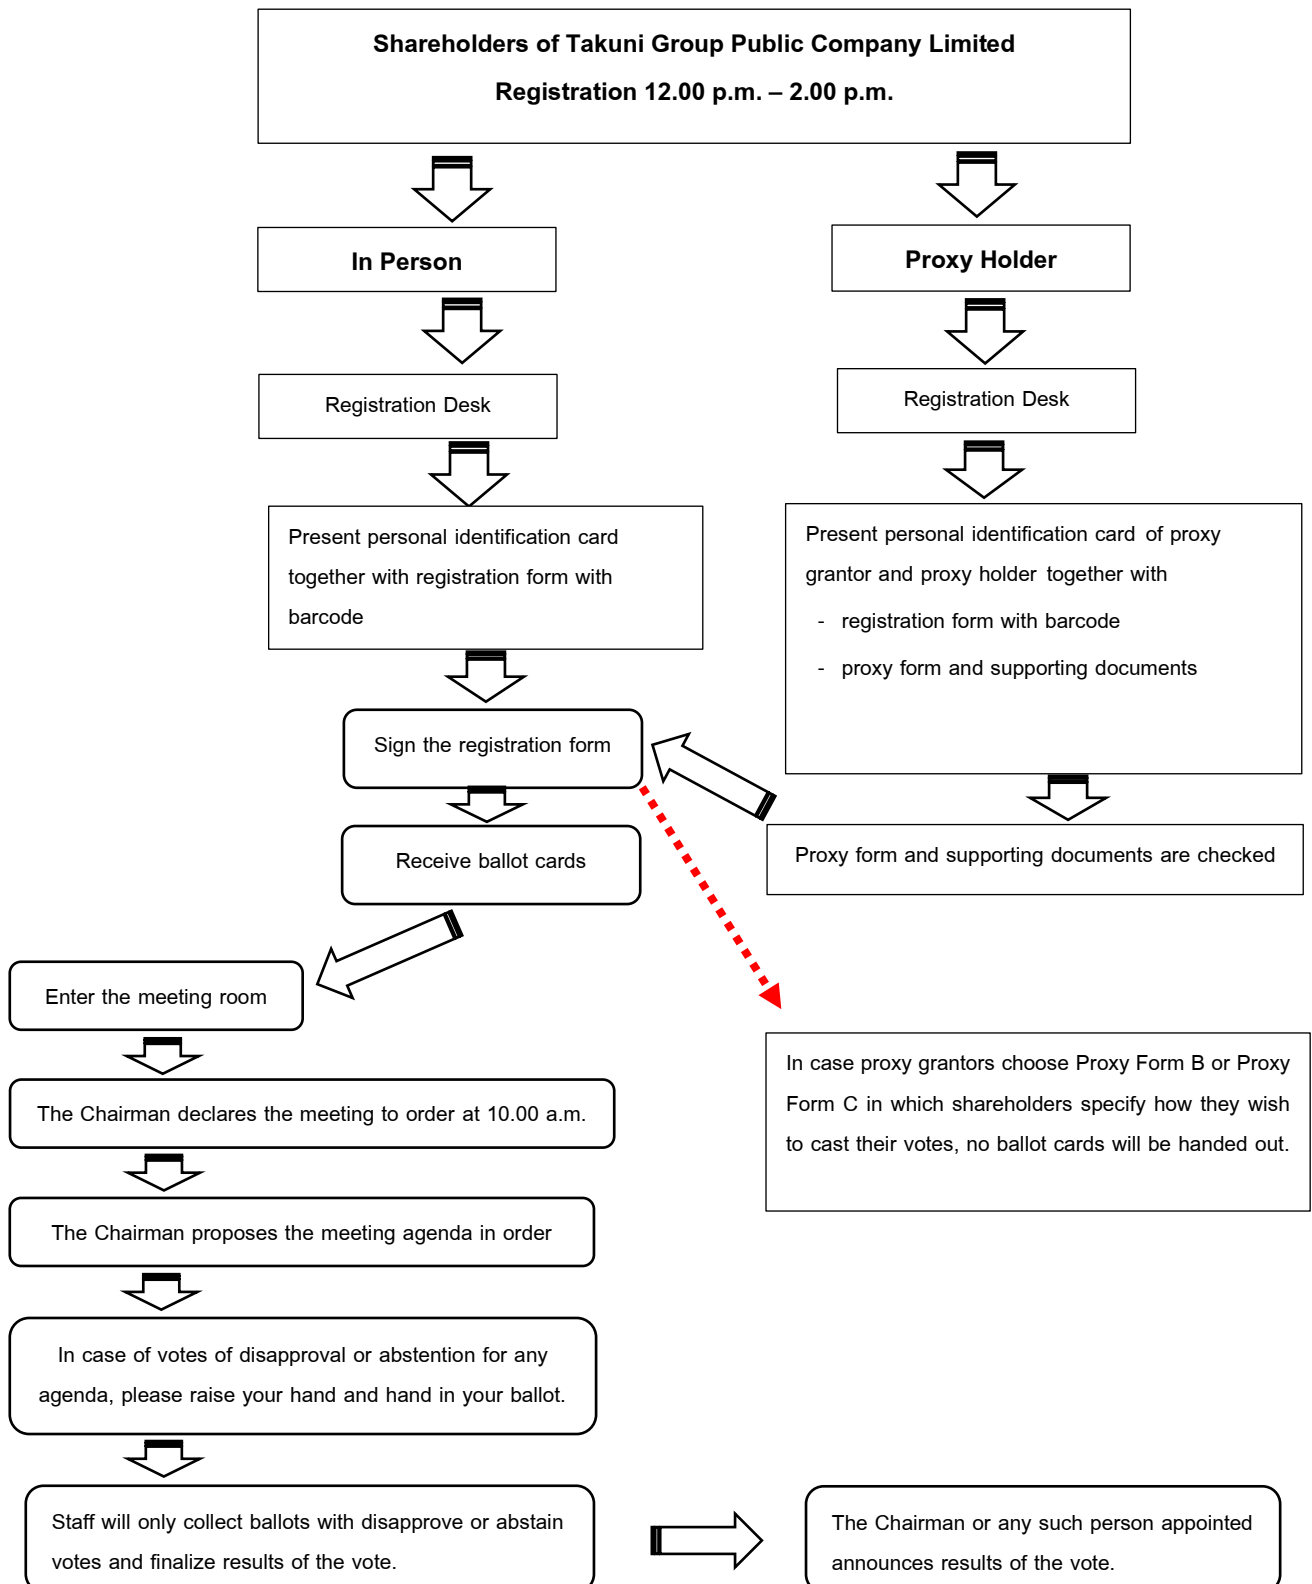 Shareholders of Takuni Group Public Company Limited
Registration 12.00 p.m. – 2.00 p.m.
In Person
Proxy Holder
Registration Desk
Registration Desk
Present personal identification card
together with registration form with
barcode
Present personal identification card of proxy
grantor and proxy holder together with
- registration form with barcode
- proxy form and supporting documents
Sign the registration form
Proxy form and supporting documents are checked
Receive ballot cards
Enter the meeting room
In case proxy grantors choose Proxy Form B or Proxy
Form C in which shareholders specify how they wish
to cast their votes, no ballot cards will be handed out.
The Chairman declares the meeting to order at 10.00 a.m.
The Chairman proposes the meeting agenda in order
In case of votes of disapproval or abstention for any
agenda, please raise your hand and hand in your ballot.
Staff will only collect ballots with disapprove or abstain
votes and finalize results of the vote.
The Chairman or any such person appointed
announces results of the vote.